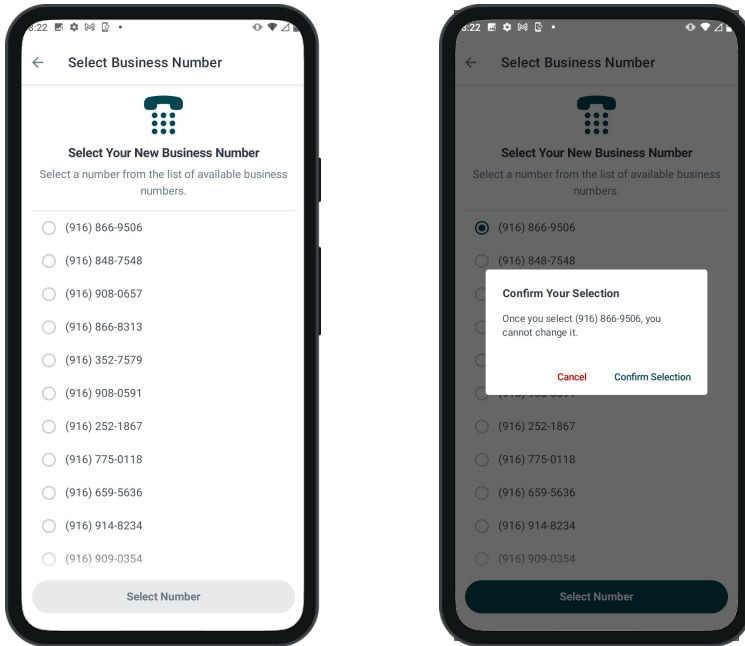 8:22
Select Business Number
Select Your New Business Number
Select a number from the list of available business
numbers.
(916) 866-9506
(916) 848-7548
(916) 908-0657
(916) 866-8313
(916) 352-7579
(916) 908-0591
(916) 252-1867
(916) 775-0118
(916) 659-5636
(916) 914-8234
(916) 909-0354
Select Number
8:22
Select Business Number
Select Your New Business Number
Select a number from the list of available business
numbers.
(916) 866-9506
(916) 848-7548
Confirm Your Selection
Once you select (916) 866-9506, you
cannot change it.
Cancel Confirm Selection
(916) 252-1867
(916) 775-0118
(916) 659-5636
(916) 914-8234
(916) 909-0354
Select Number